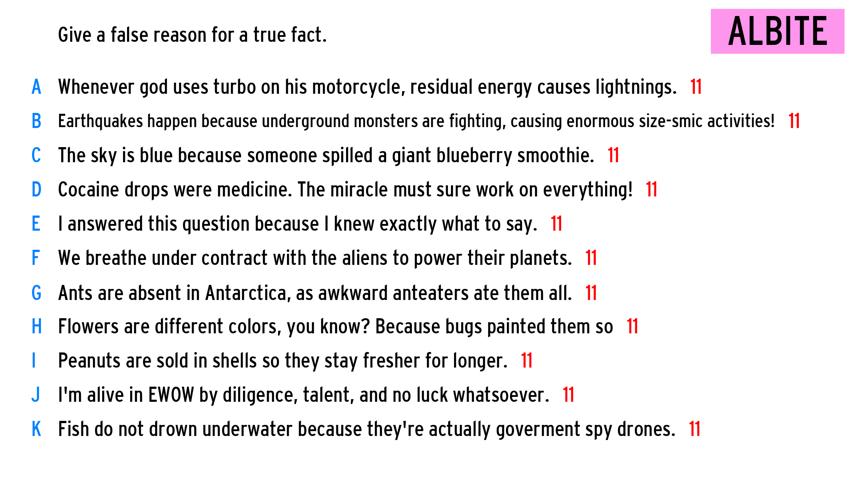 Give a false reason for a true fact.
ALBITE
A Whenever god uses turbo on his motorcycle, residual energy causes lightnings. 11
B Earthquakes happen because underground monsters are fighting, causing enormous size-smic activities! 11
C The sky is blue because someone spilled a giant blueberry smoothie. 11
D Cocaine drops were medicine. The miracle must sure work on everything! 11
E I answered this question because I knew exactly what to say. 11
F We breathe under contract with the aliens to power their planets. 11
G Ants are absent in Antarctica, as awkward anteaters ate them all. 11
H Flowers are different colors, you know? Because bugs painted them so 11
I Peanuts are sold in shells so they stay fresher for longer. 11
J I'm alive in EWOW by diligence, talent, and no luck whatsoever. 11
K Fish do not drown underwater because they're actually goverment spy drones. 11